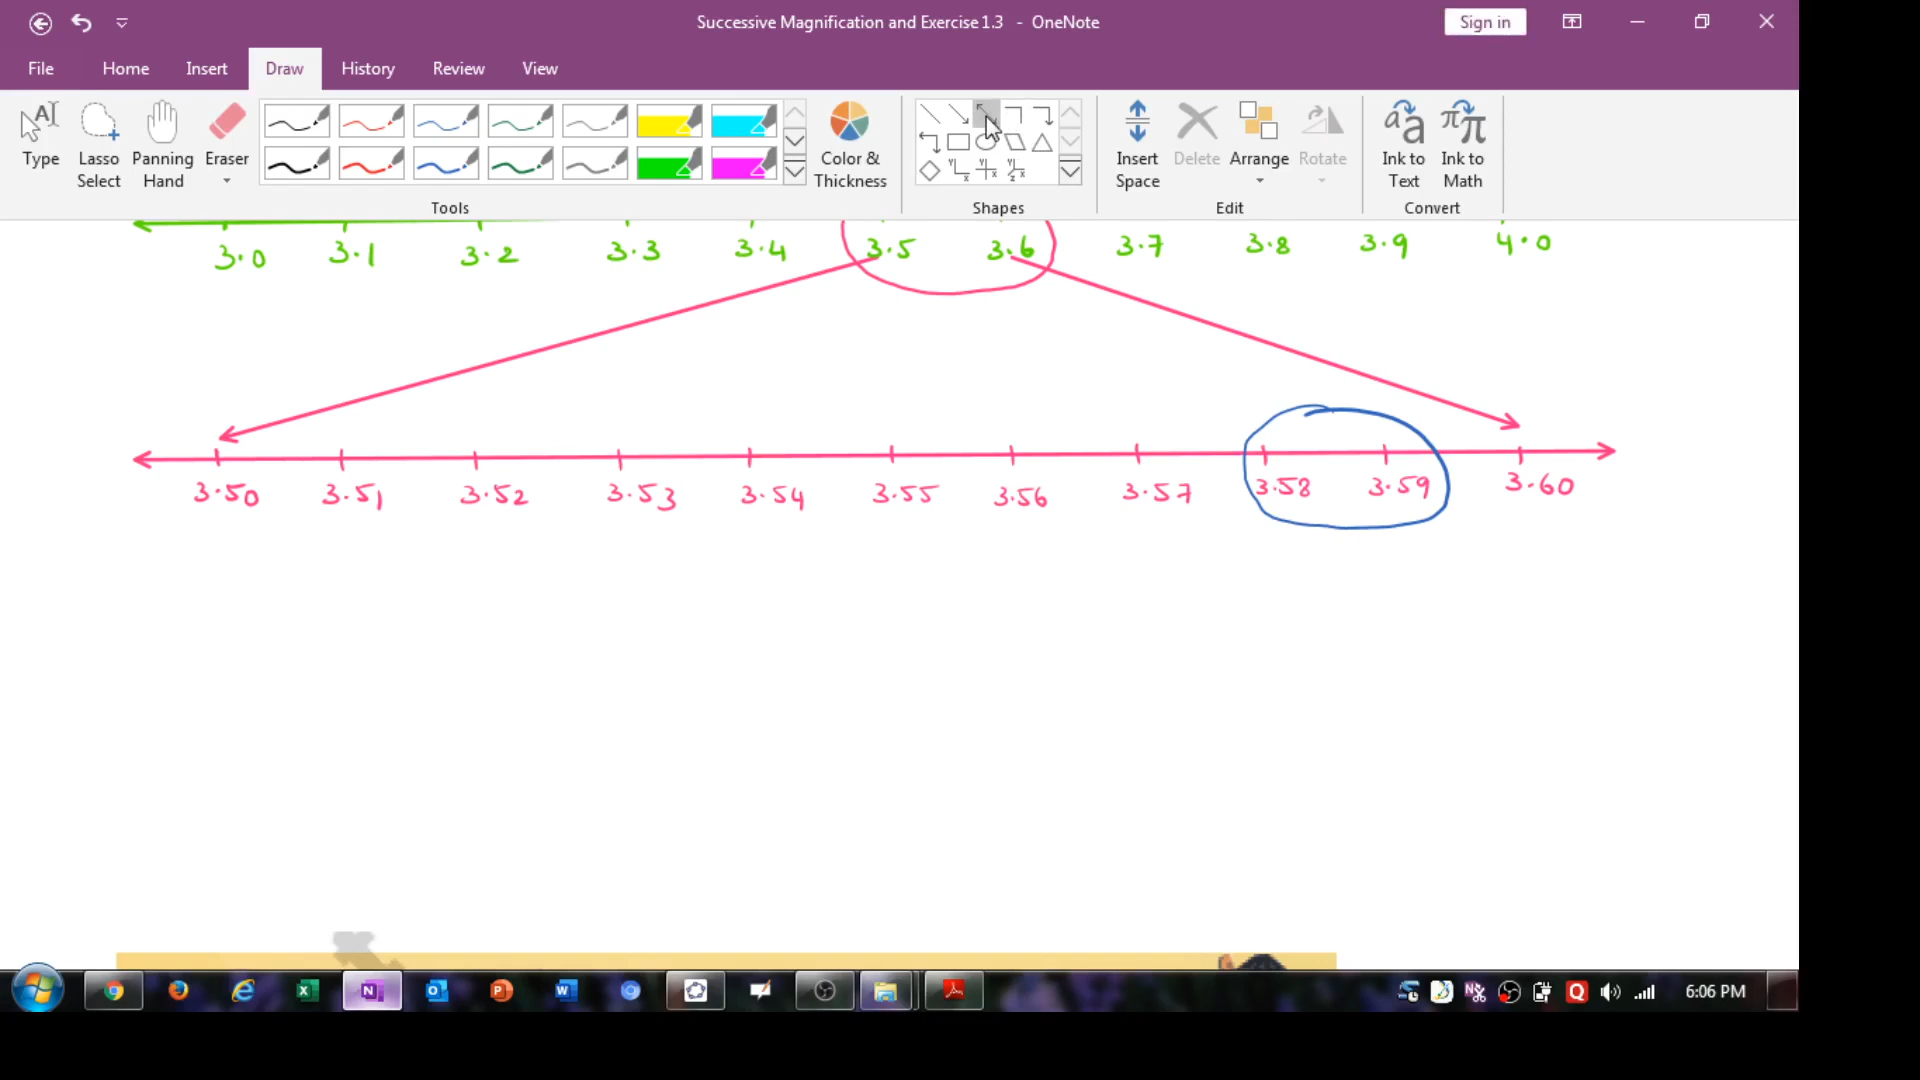 Successive Magnification and Exercise 1.3 - OneNote
Sign in
File Home Insert Draw History Review View
Type
Lasso Select
Panning Hand
Eraser
Color & Thickness
Insert Space
Delete
Arrange
Rotate
Ink to Text
Ink to Math
Tools Shapes Edit Convert
3.0 3.1 3.2 3.3 3.4 3.5 3.6 3.7 3.8 3.9 4.0
3.50 3.51 3.52 3.53 3.54 3.55 3.56 3.57 3.58 3.59 3.60
6:06 PM